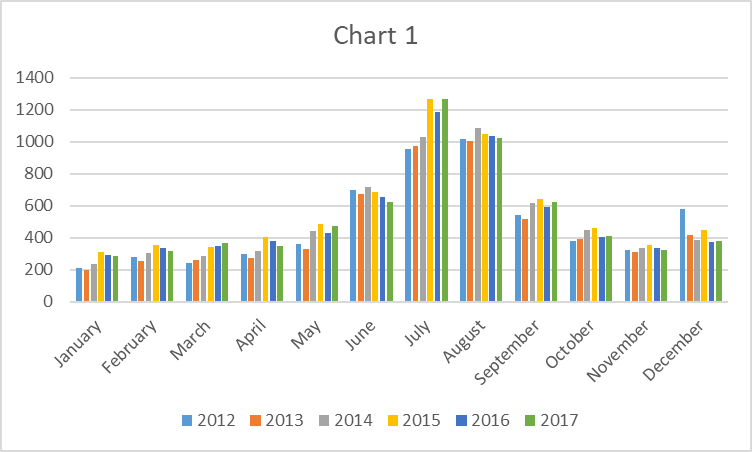 Chart 1
1400
1200
1000
800
600
400
200
0
January
February
March
April
May
June
July
August
September
October
November
December
2012 2013 2014 2015 2016 2017